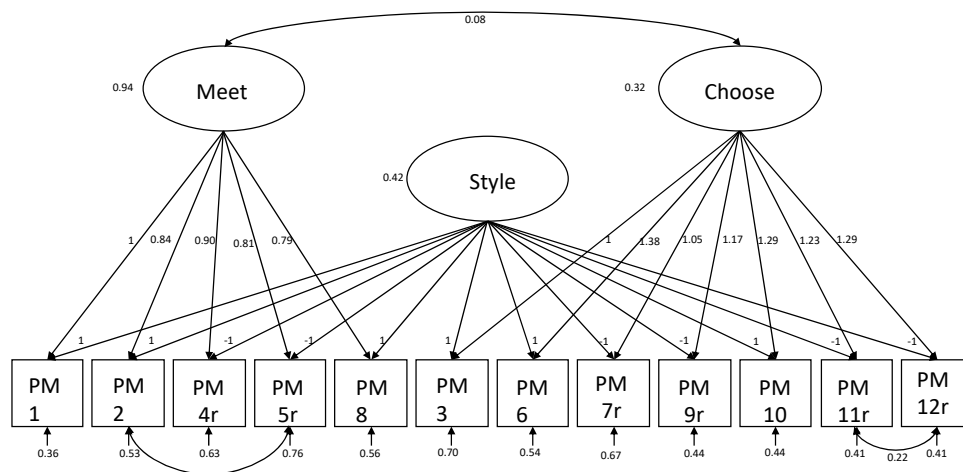 0.08
0.94
Meet
0.32
Choose
0.42
Style
1
0.84
0.90
0.81
0.79
1
1.38
1.05
1.17
1.29
1.23
1.29
1
1
-1
-1
1
1
1
-1
-1
1
-1
-1
PM
1
PM
2
PM
4r
PM
5r
PM
8
PM
3
PM
6
PM
7r
PM
9r
PM
10
PM
11r
PM
12r
0.36
0.53
0.63
0.76
0.56
0.70
0.54
0.67
0.44
0.44
0.41
0.22
0.41